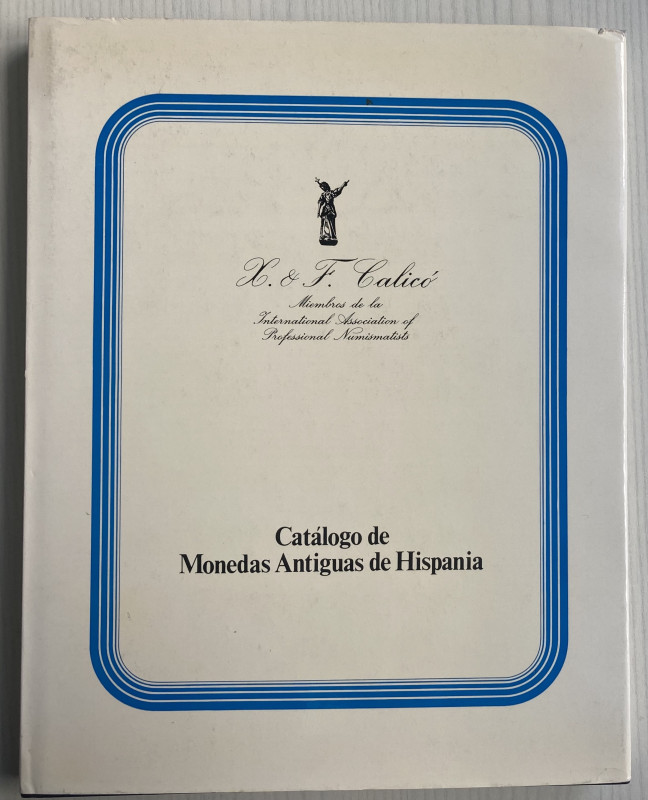 X. & F. Calicó
Miembros de la
International Association of
Professional Numismatists
Catálogo de
Monedas Antiguas de Hispania